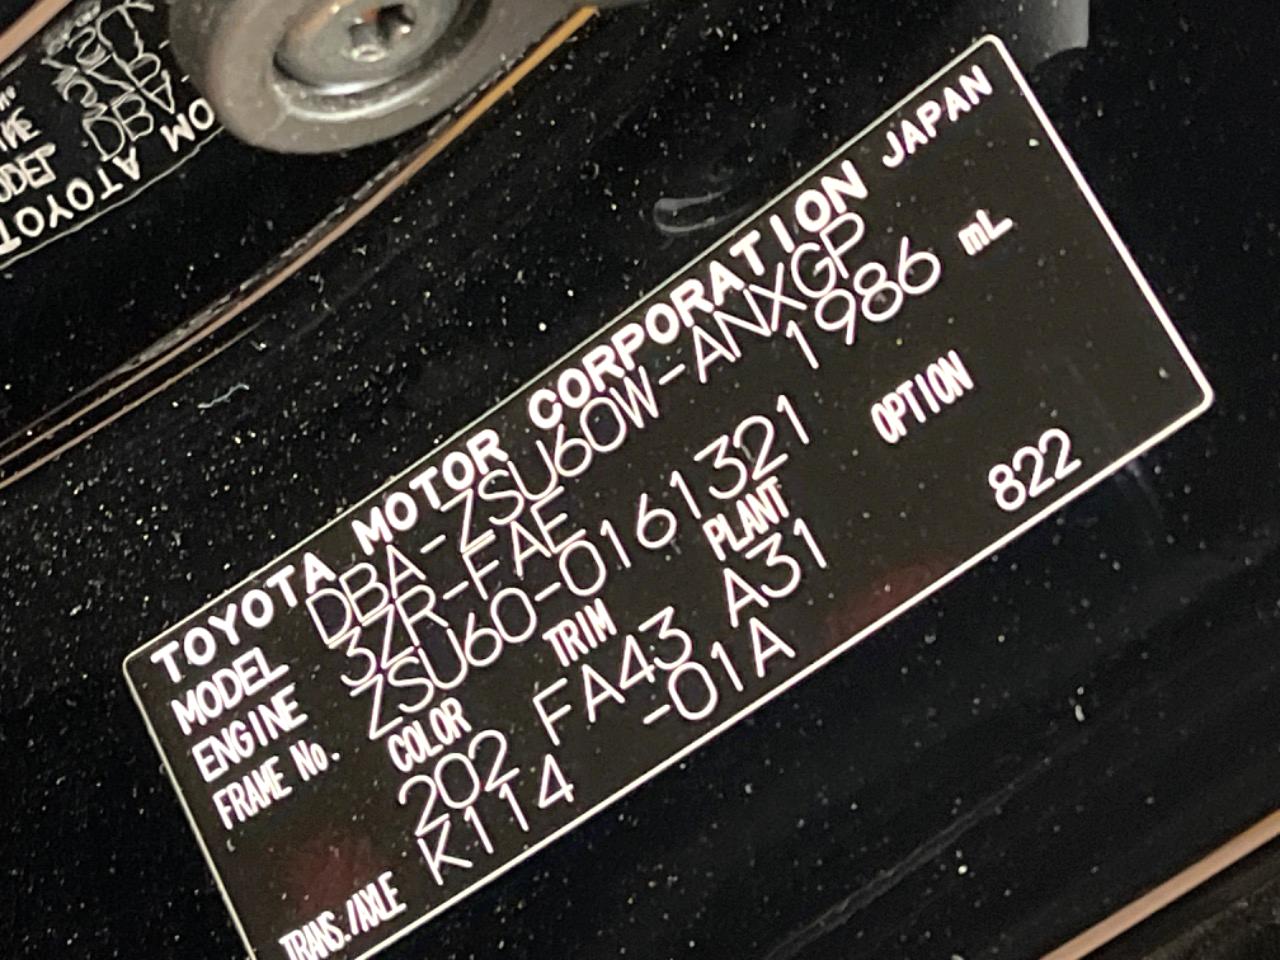 TOYOTA MOTOR CORPORATION JAPAN
MODEL DBA-ZSU60W-ANXGP
ENGINE 3ZR-FAE 1986 mL
FRAME No. ZSU60-0161321
COLOR TRIM PLANT OPTION
202 FA43 A31 822
TRANS./AXLE K114 -01A